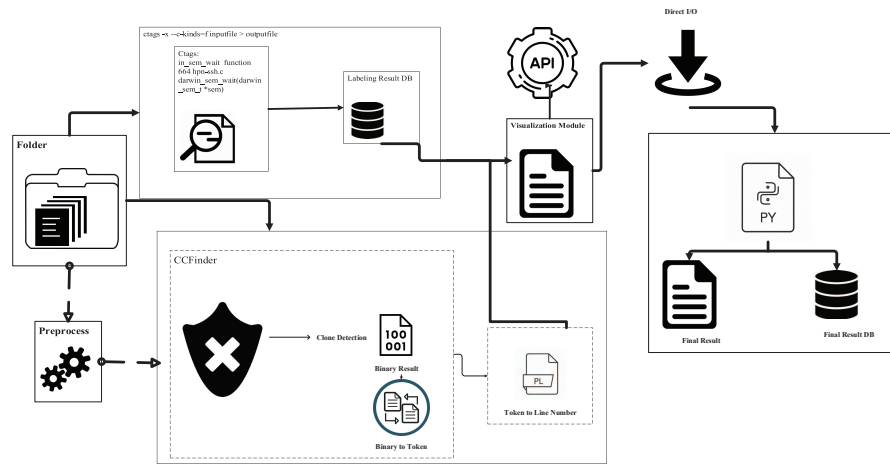 Direct I/O
ctags -x --c-kinds=f inputfile > outputfile
Ctags:
in_sem_wait function
664 hpn-ssh.c
darwin_sem_wait(darwin
_sem_t *sem)
Labeling Result DB
API
Visualization Module
Folder
PY
CCFinder
Final Result
Final Result DB
Preprocess
Clone Detection
100
001
Binary Result
PL
Token to Line Number
Binary to Token